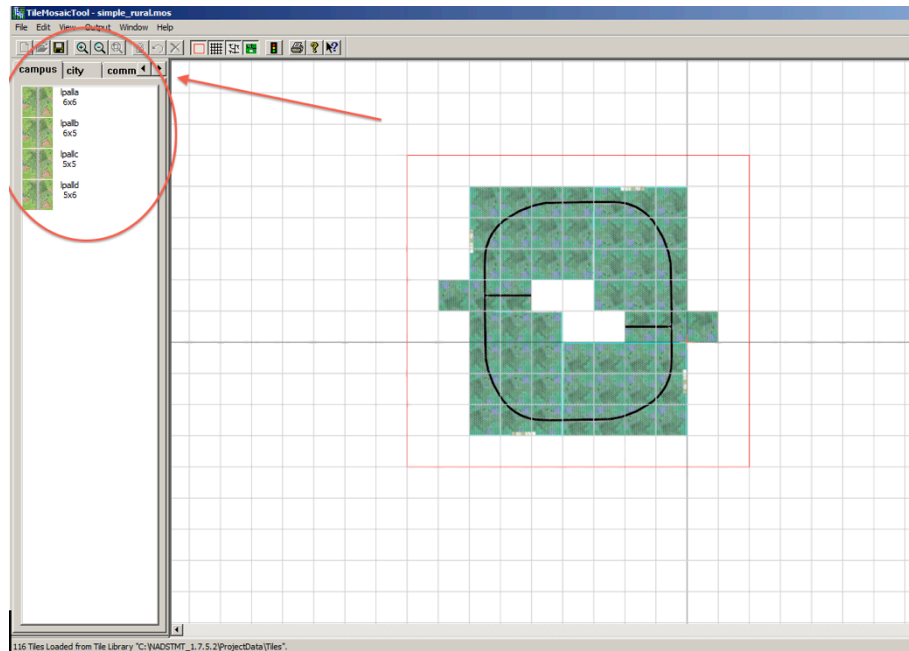 TileMosaicTool - simple_rural.mos
File Edit View Output Window Help
campus city comm
lpalla
6x6
lpallb
6x5
lpallc
5x5
lpalld
5x6
116 Tiles Loaded from Tile Library "C:\NADSTMT_1.7.5.2\ProjectData\Tiles".